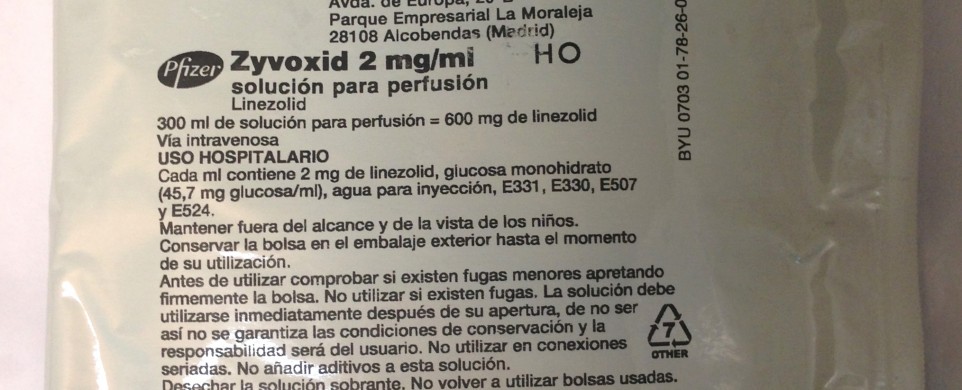 Avda. de Europa, 20
Parque Empresarial La Moraleja
28108 Alcobendas (Madrid)
Pfizer Zyvoxid 2 mg/ml HO
solución para perfusión
Linezolid
300 ml de solución para perfusión = 600 mg de linezolid
Vía intravenosa
USO HOSPITALARIO
Cada ml contiene 2 mg de linezolid, glucosa monohidrato
(45,7 mg glucosa/ml), agua para inyección, E331, E330, E507
y E524.
Mantener fuera del alcance y de la vista de los niños.
Conservar la bolsa en el embalaje exterior hasta el momento
de su utilización.
Antes de utilizar comprobar si existen fugas menores apretando
firmemente la bolsa. No utilizar si existen fugas. La solución debe
utilizarse inmediatamente después de su apertura, de no ser
así no se garantiza las condiciones de conservación y la
responsabilidad será del usuario. No utilizar en conexiones
seriadas. No añadir aditivos a esta solución.
Desechar la solución sobrante. No volver a utilizar bolsas usadas.
7
OTHER
BYU 0703 01-78-26-0